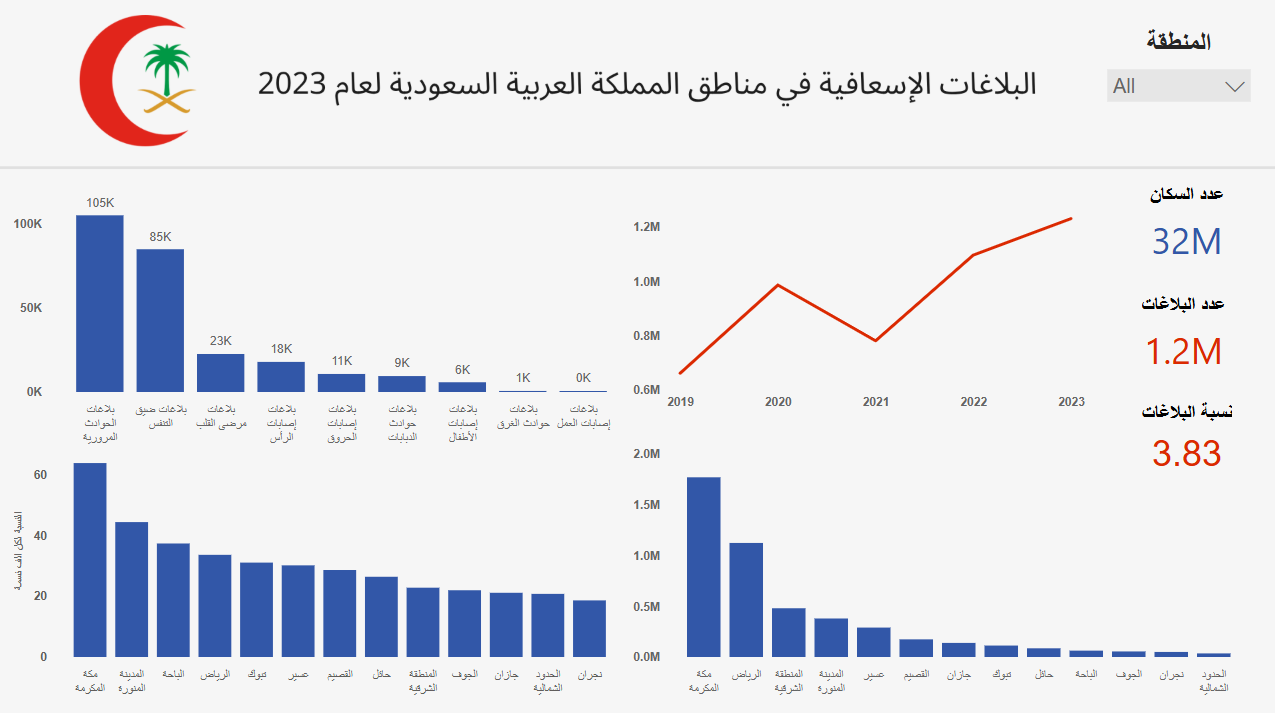 المنطقة
All
البلاغات الإسعافية في مناطق المملكة العربية السعودية لعام 2023
عدد السكان
32M
عدد البلاغات
1.2M
نسبة البلاغات
3.83
100K
50K
0K
105K
85K
23K
18K
11K
9K
6K
1K
0K
بلاغات الحوادث المرورية
بلاغات ضيق التنفس
بلاغات مرضى القلب
بلاغات إصابات الرأس
بلاغات إصابات الحروق
بلاغات حوادث الدبابات
بلاغات إصابات الأطفال
بلاغات حوادث الغرق
بلاغات إصابات العمل
1.2M
1.0M
0.8M
0.6M
2019
2020
2021
2022
2023
النسبة لكل الف نسمة
60
40
20
0
مكة المكرمة
المدينة المنورة
الباحة
الرياض
تبوك
عسير
القصيم
حائل
المنطقة الشرقية
الجوف
جازان
الحدود الشمالية
نجران
2.0M
1.5M
1.0M
0.5M
0.0M
مكة المكرمة
الرياض
المنطقة الشرقية
المدينة المنورة
عسير
القصيم
جازان
تبوك
حائل
الباحة
الجوف
نجران
الحدود الشمالية